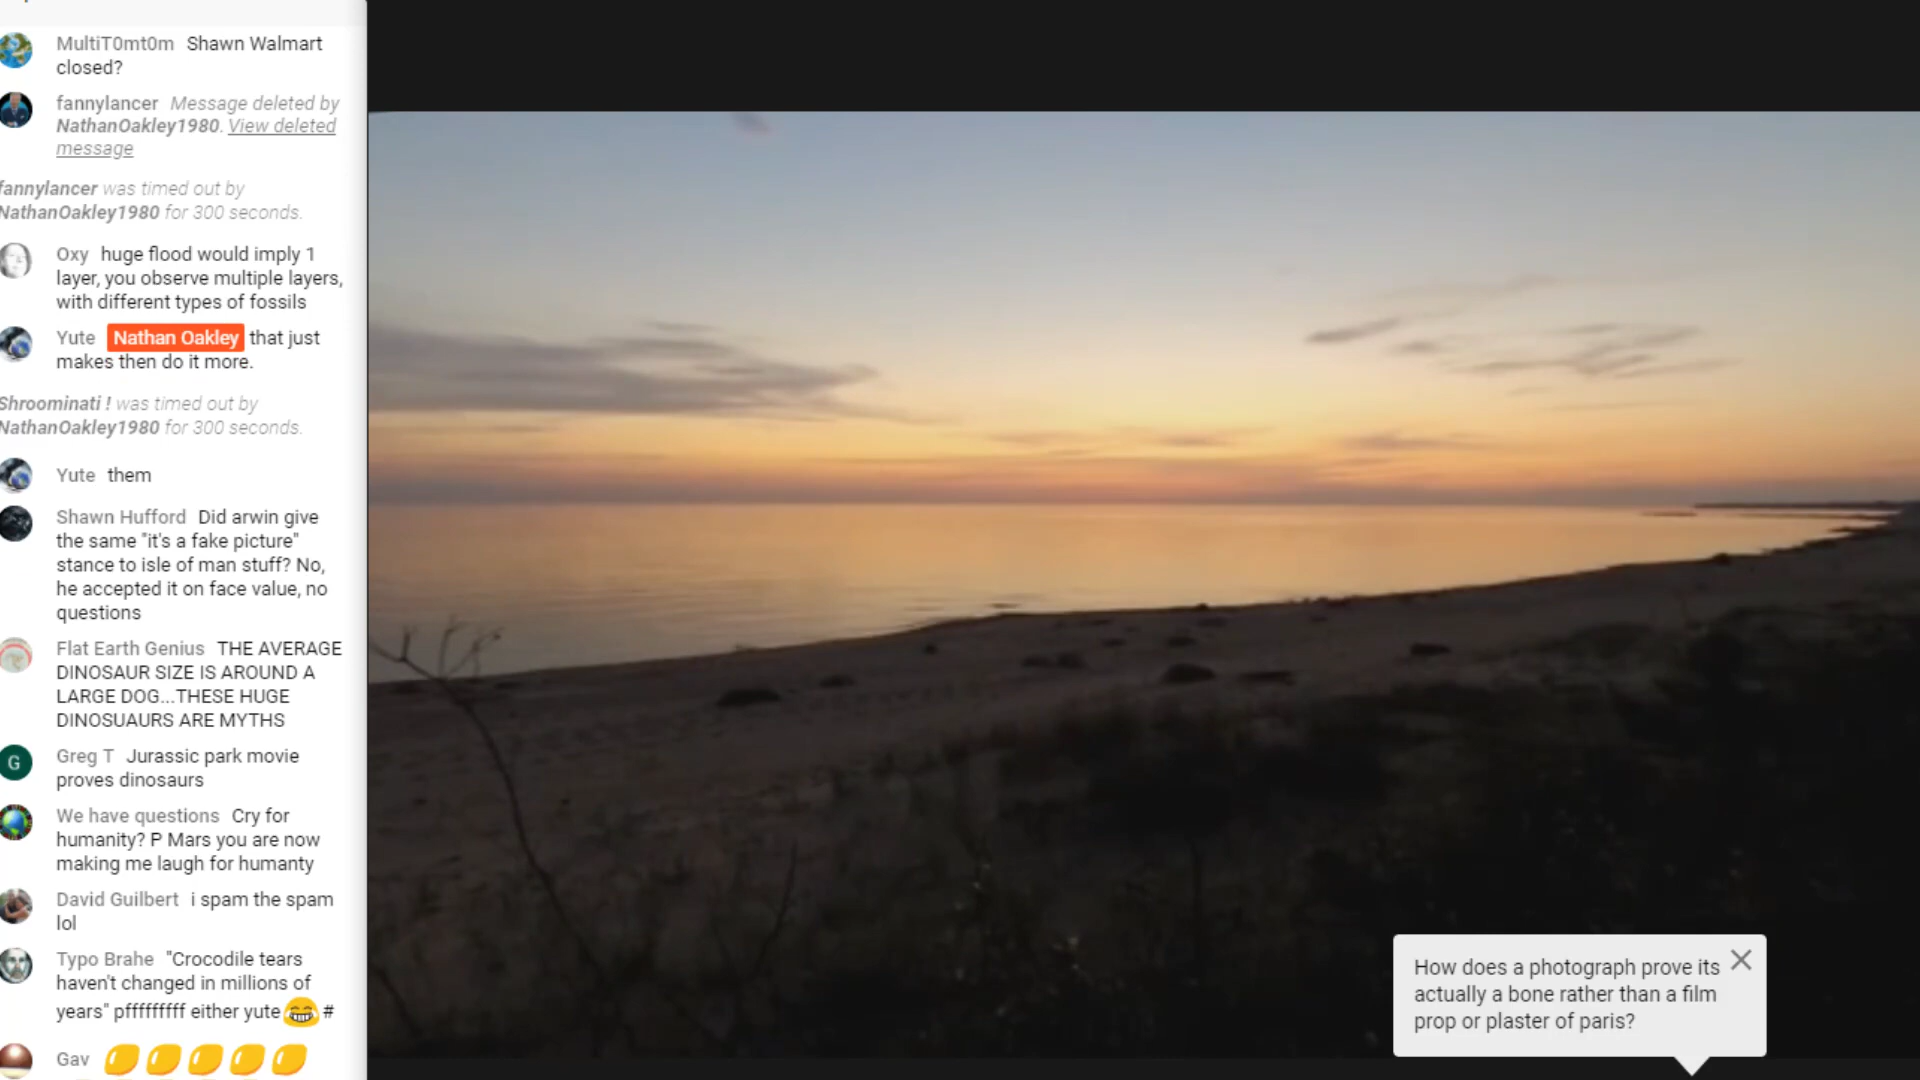 MultiT0mt0m Shawn Walmart
closed?
fannylancer Message deleted by
NathanOakley1980. View deleted
message
fannylancer was timed out by
NathanOakley1980 for 300 seconds.
Oxy huge flood would imply 1
layer, you observe multiple layers,
with different types of fossils
Yute Nathan Oakley that just
makes then do it more.
Shroominati ! was timed out by
NathanOakley1980 for 300 seconds.
Yute them
Shawn Hufford Did arwin give
the same "it's a fake picture"
stance to isle of man stuff? No,
he accepted it on face value, no
questions
Flat Earth Genius THE AVERAGE
DINOSAUR SIZE IS AROUND A
LARGE DOG...THESE HUGE
DINOSUAURS ARE MYTHS
G
Greg T Jurassic park movie
proves dinosaurs
We have questions Cry for
humanity? P Mars you are now
making me laugh for humanty
David Guilbert i spam the spam
lol
Typo Brahe "Crocodile tears
haven't changed in millions of
years" pfffffffff either yute😂 #
Gav 🍋🍋🍋🍋🍋
How does a photograph prove its
actually a bone rather than a film
prop or plaster of paris?